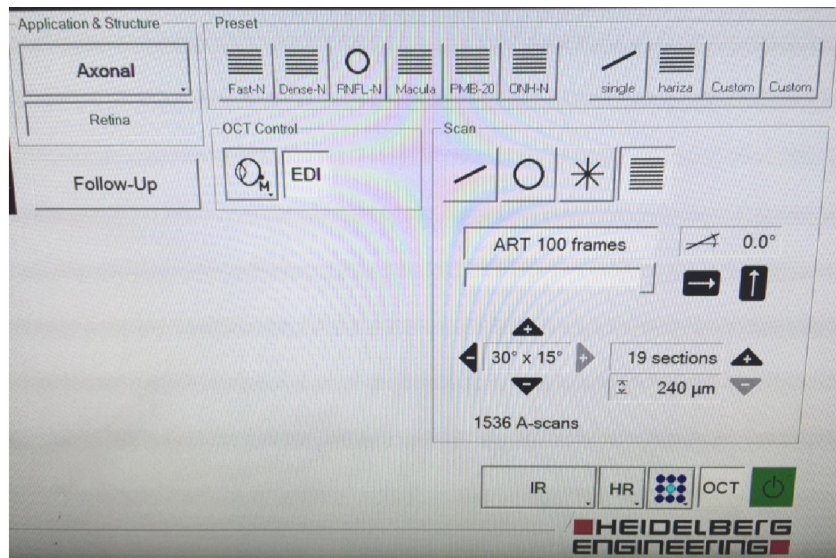 Application & Structure
Preset
Axonal
Fast-N
Dense-N
RNFL-N
Macula
PMB-20
ONH-N
single
hariza
Custom
Custom
Retina
OCT Control
Scan
M
EDI
Follow-Up
ART 100 frames
0.0°
30° x 15°
19 sections
240 µm
1536 A-scans
IR
HR
OCT
HEIDELBERG
ENGINEERING